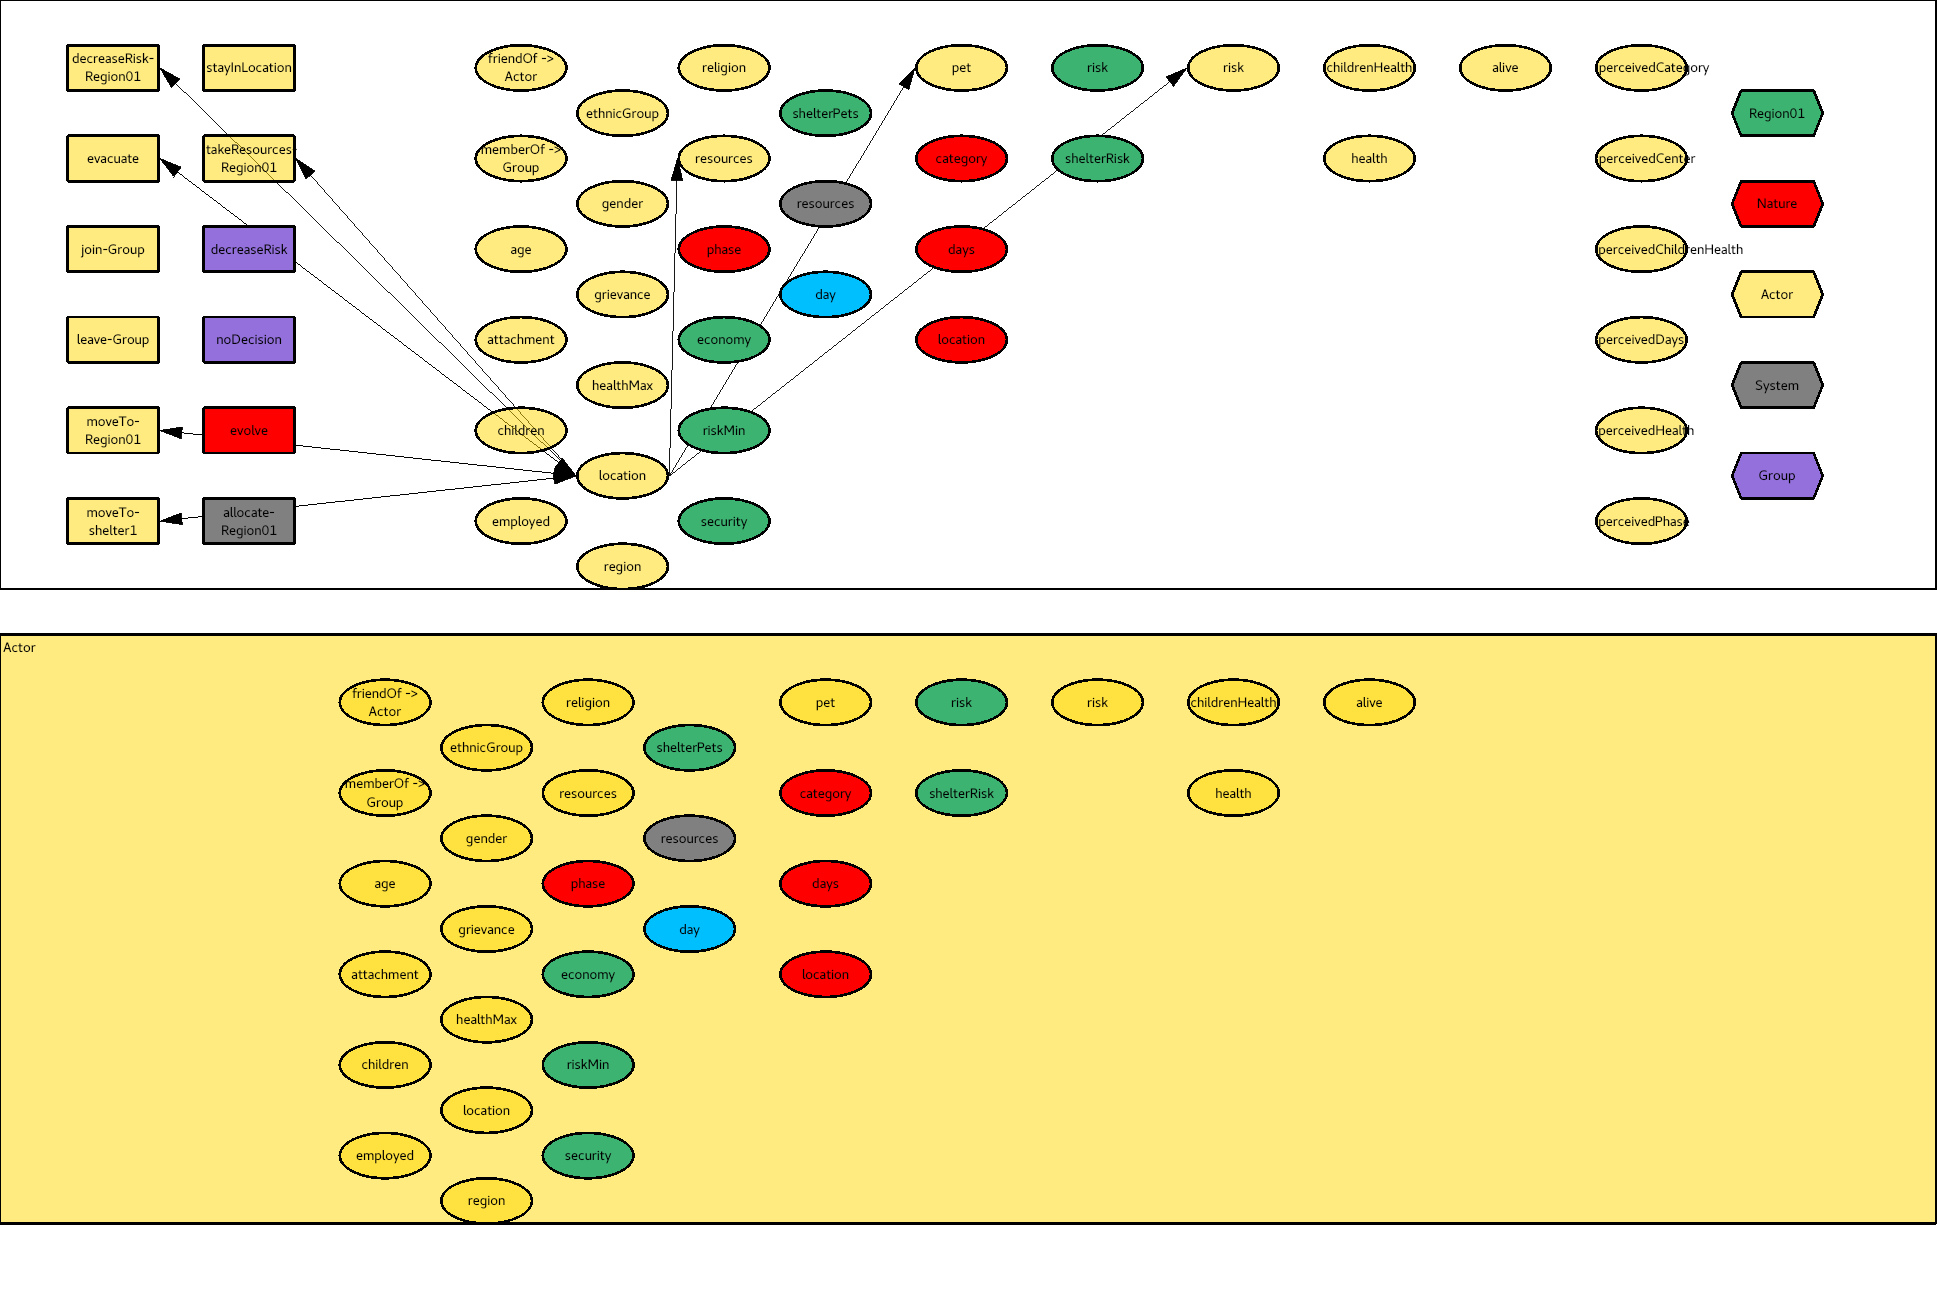 decreaseRisk-
Region01
stayInLocation
friendOf ->
Actor
religion
pet
risk
risk
childrenHealth
alive
perceivedCategory
ethnicGroup
shelterPets
Region01
evacuate
takeResources-
Region01
memberOf ->
Group
resources
category
shelterRisk
health
perceivedCenter
gender
resources
Nature
join-Group
decreaseRisk
age
phase
days
perceivedChildrenHealth
grievance
day
Actor
leave-Group
noDecision
attachment
economy
location
perceivedDays
healthMax
System
moveTo-
Region01
evolve
children
riskMin
perceivedHealth
location
Group
moveTo-
shelter1
allocate-
Region01
employed
security
perceivedPhase
region
Actor
friendOf ->
Actor
religion
pet
risk
risk
childrenHealth
alive
ethnicGroup
shelterPets
memberOf ->
Group
resources
category
shelterRisk
health
gender
resources
age
phase
days
grievance
day
attachment
economy
location
healthMax
children
riskMin
location
employed
security
region